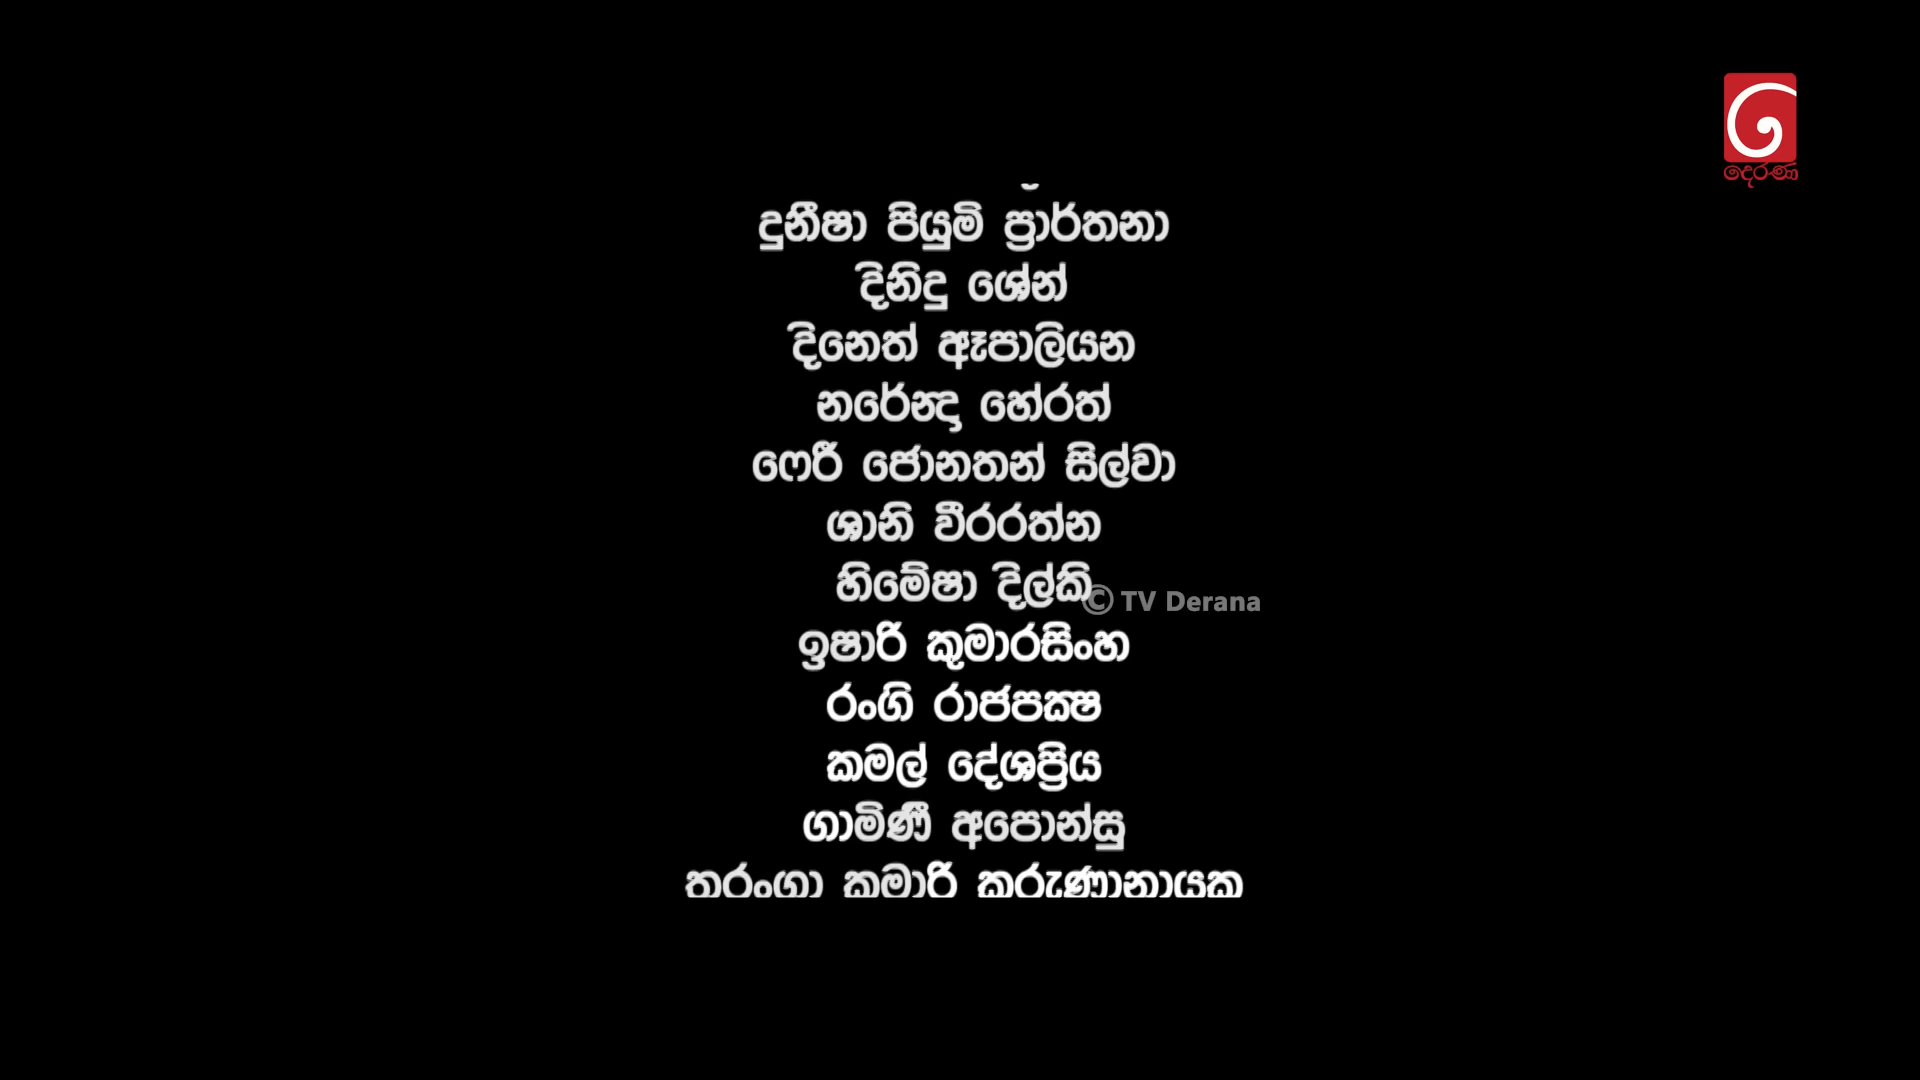 දෙරණ
දුනීෂා පියුමි ප්‍රාර්තනා
දිනිදු ශේන්
දිනෙත් ඈපාලියන
නරේන්‍ද්‍රා හේරත්
ෆෙරී ජොනතන් සිල්වා
ශානි වීරරත්න
හිමේෂා දිල්කි
© TV Derana
ඉෂාරි කුමාරසිංහ
රංගි රාජපක්‍ෂ
කමල් දේශප්‍රිය
ගාමිණී අපොන්සු
තරංගා කමාරි කරුණානායක